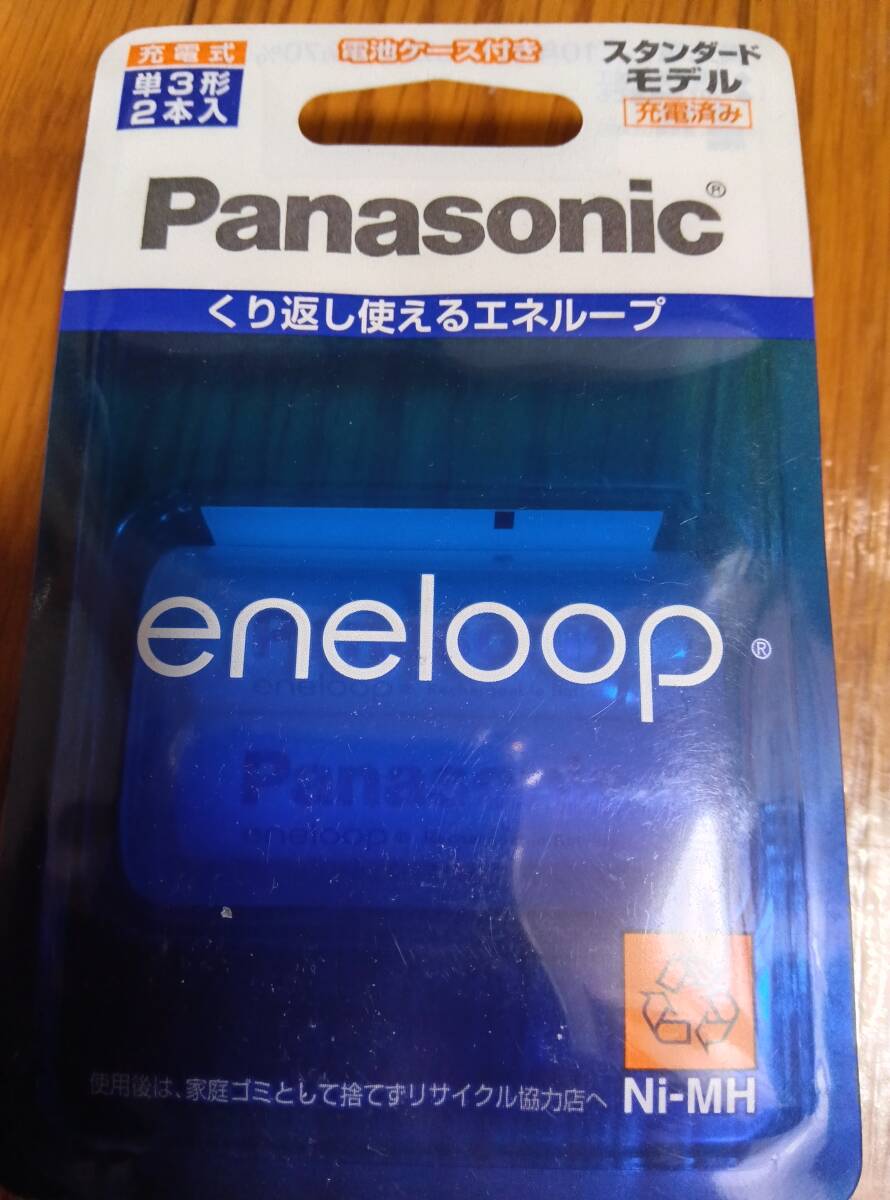 充電式
単3形
2本入
電池ケース付き
スタンダード
モデル
充電済み
Panasonic®
くり返し使えるエネループ
eneloop®
eneloop
Panasonic
eneloop
使用後は、家庭ゴミとして捨てずリサイクル協力店へ
Ni-MH